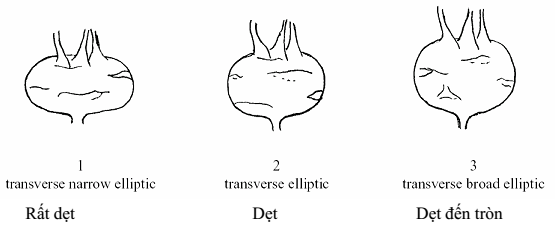 1 2 3
transverse narrow elliptic transverse elliptic transverse broad elliptic
Rất dẹt Dẹt Dẹt đến tròn